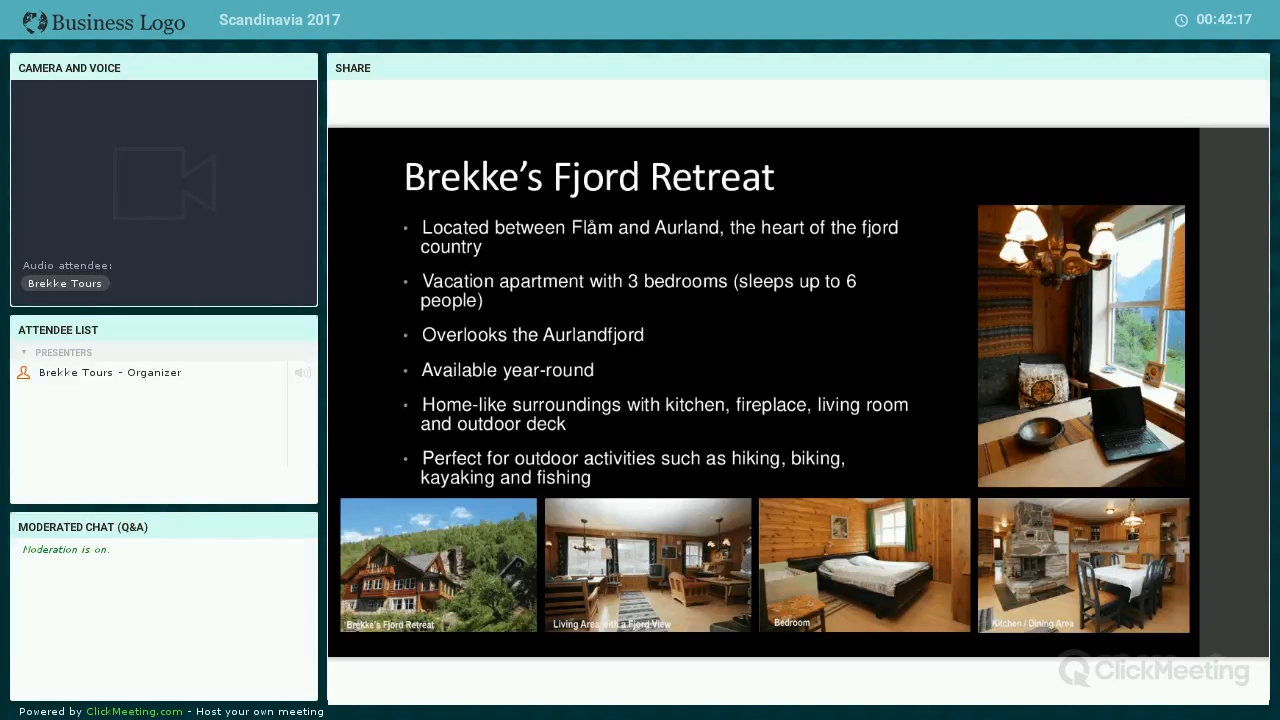 Business Logo
Scandinavia 2017
00:42:17
CAMERA AND VOICE
Audio attendee:
Brekke Tours
ATTENDEE LIST
PRESENTERS
Brekke Tours - Organizer
MODERATED CHAT (Q&A)
Moderation is on.
SHARE
Brekke’s Fjord Retreat
• Located between Flåm and Aurland, the heart of the fjord
country
• Vacation apartment with 3 bedrooms (sleeps up to 6
people)
• Overlooks the Aurlandfjord
• Available year-round
• Home-like surroundings with kitchen, fireplace, living room
and outdoor deck
• Perfect for outdoor activities such as hiking, biking,
kayaking and fishing
Brekke's Fjord Retreat
Living Area with a Fjord View
Bedroom
Kitchen / Dining Area
ClickMeeting
Powered by ClickMeeting.com - Host your own meeting